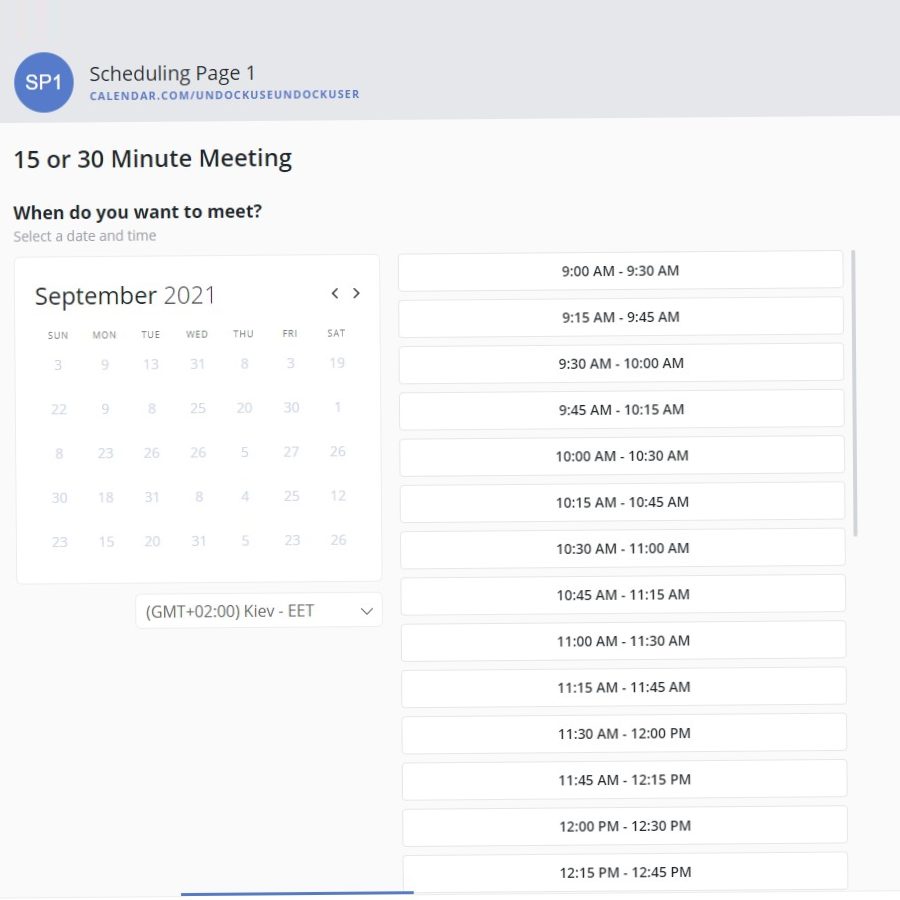 SP1
Scheduling Page 1
CALENDAR.COM/UNDOCKUSEUNDOCKUSER
15 or 30 Minute Meeting
When do you want to meet?
Select a date and time
September 2021
SUN MON TUE WED THU FRI SAT
3 9 13 31 8 3 19
22 9 8 25 20 30 1
8 23 26 26 5 27 26
30 18 31 8 4 25 12
23 15 20 31 5 23 26
(GMT+02:00) Kiev - EET
9:00 AM - 9:30 AM
9:15 AM - 9:45 AM
9:30 AM - 10:00 AM
9:45 AM - 10:15 AM
10:00 AM - 10:30 AM
10:15 AM - 10:45 AM
10:30 AM - 11:00 AM
10:45 AM - 11:15 AM
11:00 AM - 11:30 AM
11:15 AM - 11:45 AM
11:30 AM - 12:00 PM
11:45 AM - 12:15 PM
12:00 PM - 12:30 PM
12:15 PM - 12:45 PM